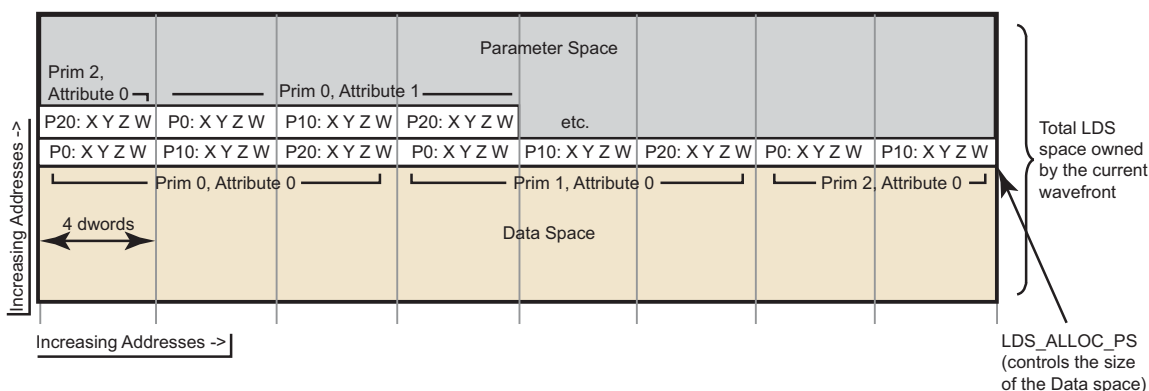 Parameter Space
Prim 2,
Attribute 0
Prim 0, Attribute 1
P20: X Y Z W P0: X Y Z W P10: X Y Z W P20: X Y Z W etc.
P0: X Y Z W P10: X Y Z W P20: X Y Z W P0: X Y Z W P10: X Y Z W P20: X Y Z W P0: X Y Z W P10: X Y Z W
Prim 0, Attribute 0 Prim 1, Attribute 0 Prim 2, Attribute 0
4 dwords
Data Space
Increasing Addresses ->
Increasing Addresses ->
Total LDS
space owned
by the current
wavefront
LDS_ALLOC_PS
(controls the size
of the Data space)